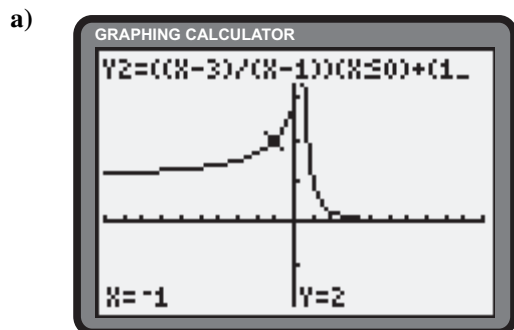 a)
GRAPHING CALCULATOR
Y2=((X-3)/(X-1))(X≤0)+(1_
X=⁻1 Y=2